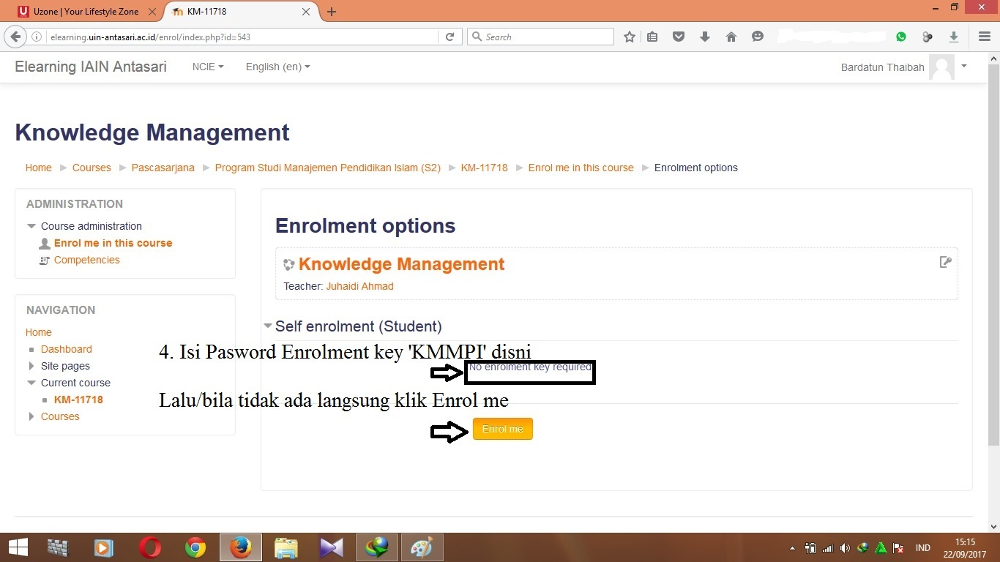 Uzone | Your Lifestyle Zone
KM-11718
elearning.uin-antasari.ac.id/enrol/index.php?id=543
Search
Elearning IAIN Antasari
NCIE
English (en)
Bardatun Thaibah
Knowledge Management
Home
Courses
Pascasarjana
Program Studi Manajemen Pendidikan Islam (S2)
KM-11718
Enrol me in this course
Enrolment options
ADMINISTRATION
Course administration
Enrol me in this course
Competencies
NAVIGATION
Home
Dashboard
Site pages
Current course
KM-11718
Courses
Enrolment options
Knowledge Management
Teacher: Juhaidi Ahmad
Self enrolment (Student)
4. Isi Pasword Enrolment key 'KMMPI' disni
No enrolment key required
Lalu/bila tidak ada langsung klik Enrol me
Enrol me
IND
15:15
22/09/2017